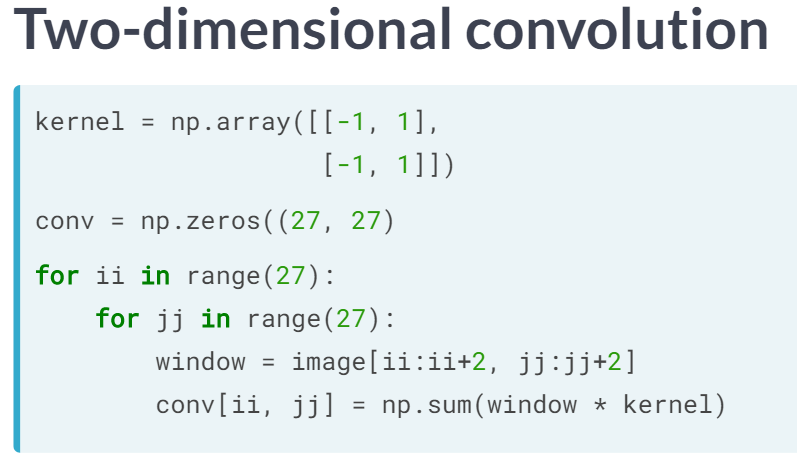 Two-dimensional convolution
kernel = np.array([[-1, 1],
                   [-1, 1]])
conv = np.zeros((27, 27)
for ii in range(27):
    for jj in range(27):
        window = image[ii:ii+2, jj:jj+2]
        conv[ii, jj] = np.sum(window * kernel)